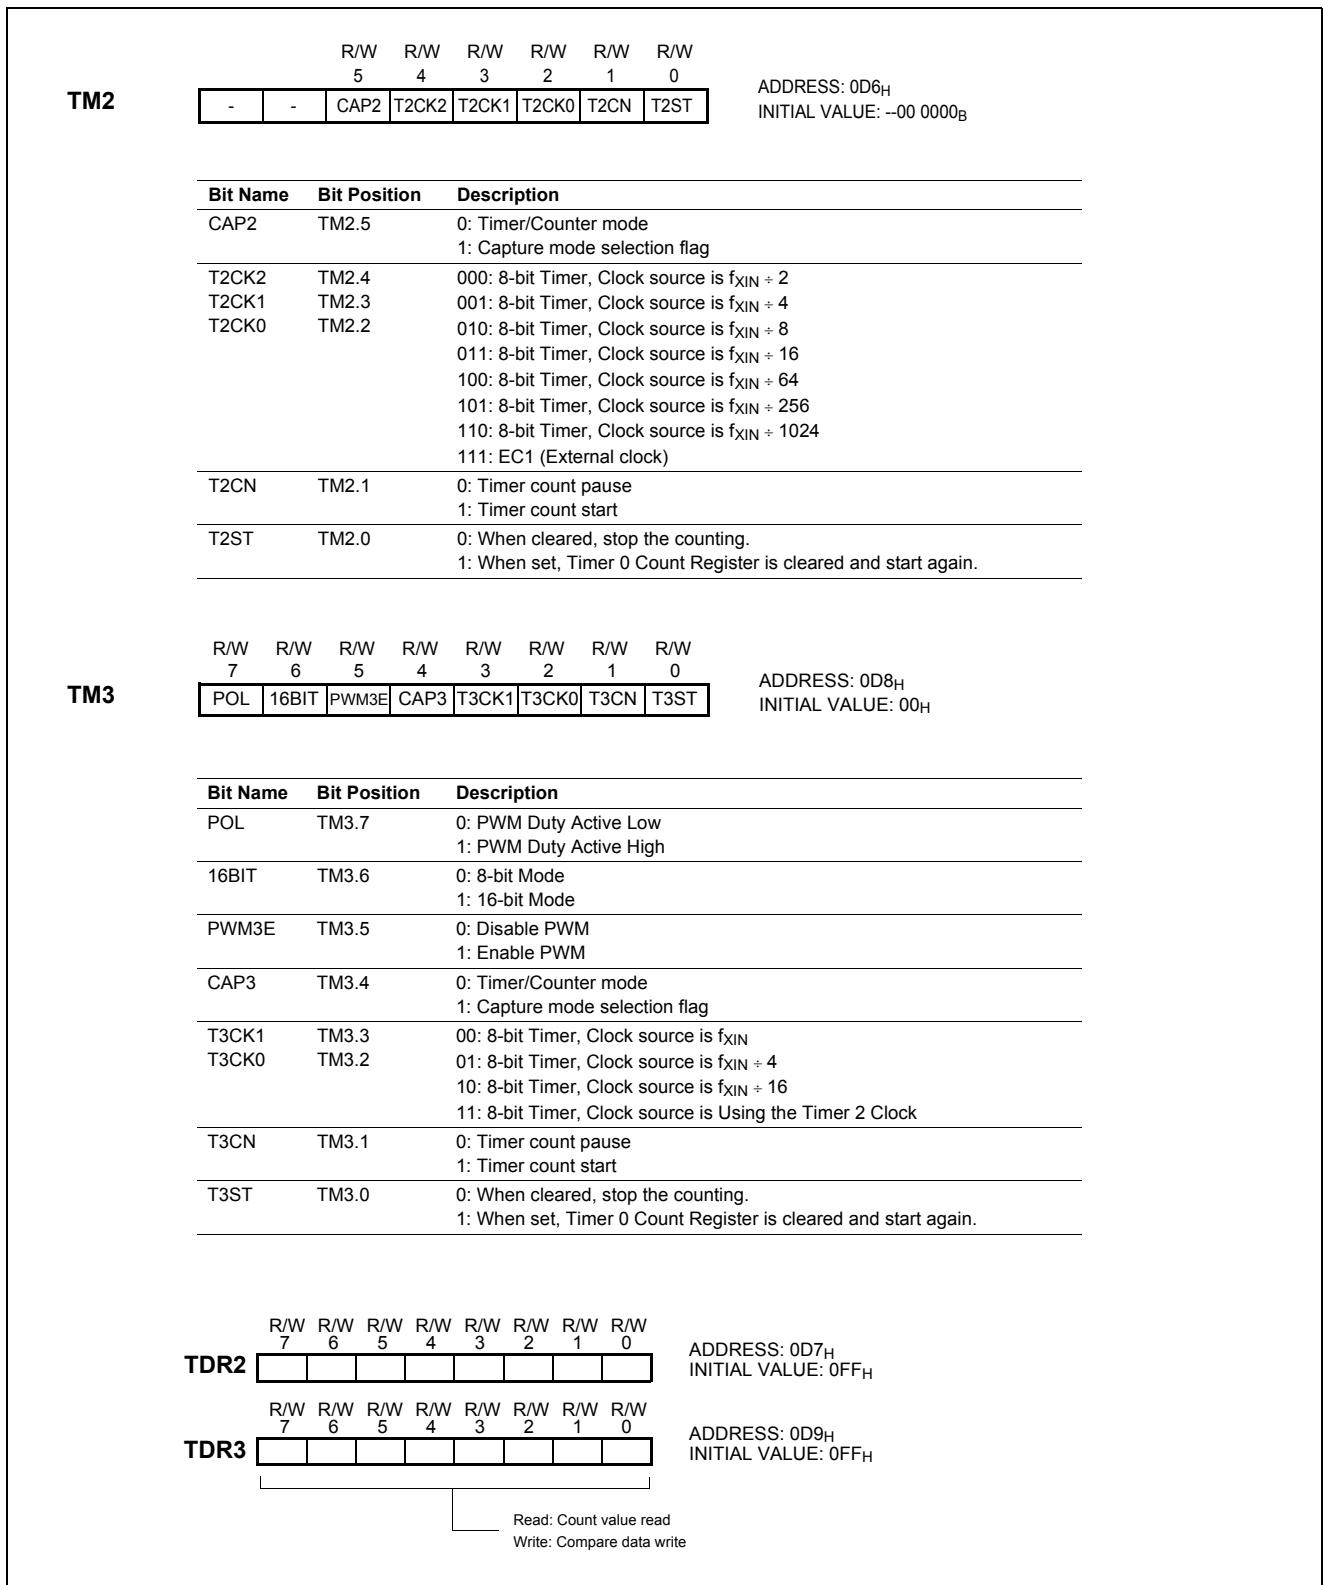 R/W R/W R/W R/W R/W R/W
5 4 3 2 1 0
TM2 - - CAP2 T2CK2 T2CK1 T2CK0 T2CN T2ST
ADDRESS: 0D6H
INITIAL VALUE: --00 0000B
Bit Name Bit Position Description
CAP2 TM2.5 0: Timer/Counter mode
1: Capture mode selection flag
T2CK2 TM2.4 000: 8-bit Timer, Clock source is fXIN ÷ 2
T2CK1 TM2.3 001: 8-bit Timer, Clock source is fXIN ÷ 4
T2CK0 TM2.2 010: 8-bit Timer, Clock source is fXIN ÷ 8
011: 8-bit Timer, Clock source is fXIN ÷ 16
100: 8-bit Timer, Clock source is fXIN ÷ 64
101: 8-bit Timer, Clock source is fXIN ÷ 256
110: 8-bit Timer, Clock source is fXIN ÷ 1024
111: EC1 (External clock)
T2CN TM2.1 0: Timer count pause
1: Timer count start
T2ST TM2.0 0: When cleared, stop the counting.
1: When set, Timer 0 Count Register is cleared and start again.
R/W R/W R/W R/W R/W R/W R/W R/W
7 6 5 4 3 2 1 0
TM3 POL 16BIT PWM3E CAP3 T3CK1 T3CK0 T3CN T3ST
ADDRESS: 0D8H
INITIAL VALUE: 00H
Bit Name Bit Position Description
POL TM3.7 0: PWM Duty Active Low
1: PWM Duty Active High
16BIT TM3.6 0: 8-bit Mode
1: 16-bit Mode
PWM3E TM3.5 0: Disable PWM
1: Enable PWM
CAP3 TM3.4 0: Timer/Counter mode
1: Capture mode selection flag
T3CK1 TM3.3 00: 8-bit Timer, Clock source is fXIN
T3CK0 TM3.2 01: 8-bit Timer, Clock source is fXIN ÷ 4
10: 8-bit Timer, Clock source is fXIN ÷ 16
11: 8-bit Timer, Clock source is Using the Timer 2 Clock
T3CN TM3.1 0: Timer count pause
1: Timer count start
T3ST TM3.0 0: When cleared, stop the counting.
1: When set, Timer 0 Count Register is cleared and start again.
R/W R/W R/W R/W R/W R/W R/W R/W
7 6 5 4 3 2 1 0
TDR2
ADDRESS: 0D7H
INITIAL VALUE: 0FFH
R/W R/W R/W R/W R/W R/W R/W R/W
7 6 5 4 3 2 1 0
TDR3
ADDRESS: 0D9H
INITIAL VALUE: 0FFH
Read: Count value read
Write: Compare data write